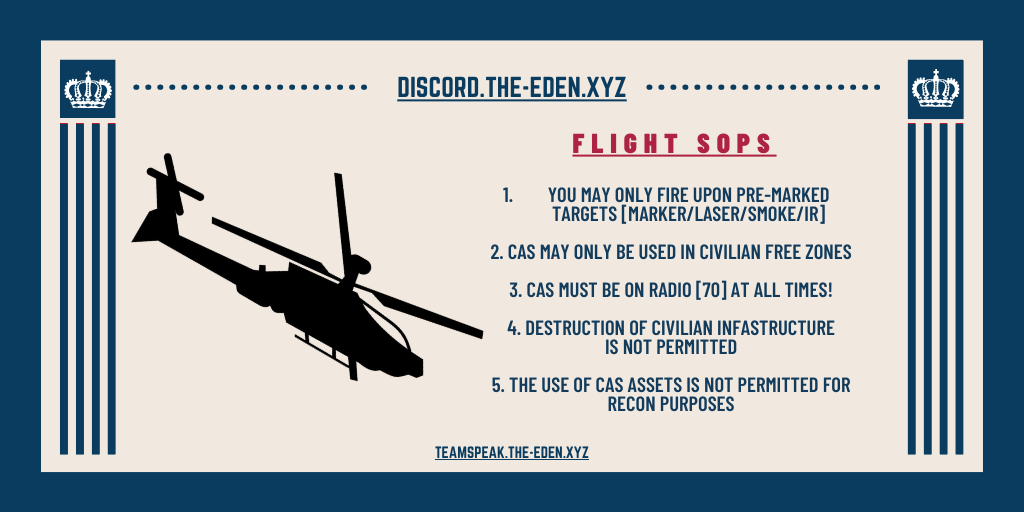 DISCORD.THE-EDEN.XYZ
FLIGHT SOPS
1. YOU MAY ONLY FIRE UPON PRE-MARKED
TARGETS [MARKER/LASER/SMOKE/IR]
2. CAS MAY ONLY BE USED IN CIVILIAN FREE ZONES
3. CAS MUST BE ON RADIO [70] AT ALL TIMES!
4. DESTRUCTION OF CIVILIAN INFASTRUCTURE
IS NOT PERMITTED
5. THE USE OF CAS ASSETS IS NOT PERMITTED FOR
RECON PURPOSES
TEAMSPEAK.THE-EDEN.XYZ